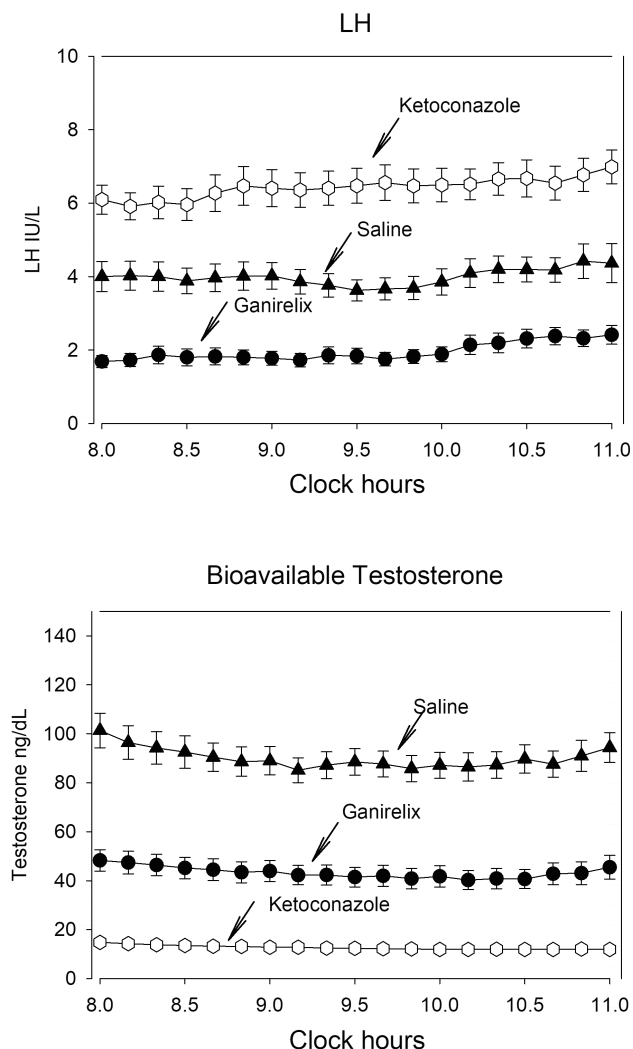 LH
10
8
6
4
2
0
LH IU/L
Ketoconazole
Saline
Ganirelix
8.0 8.5 9.0 9.5 10.0 10.5 11.0
Clock hours
Bioavailable Testosterone
140
120
100
80
60
40
20
0
Testosterone ng/dL
Saline
Ganirelix
Ketoconazole
8.0 8.5 9.0 9.5 10.0 10.5 11.0
Clock hours